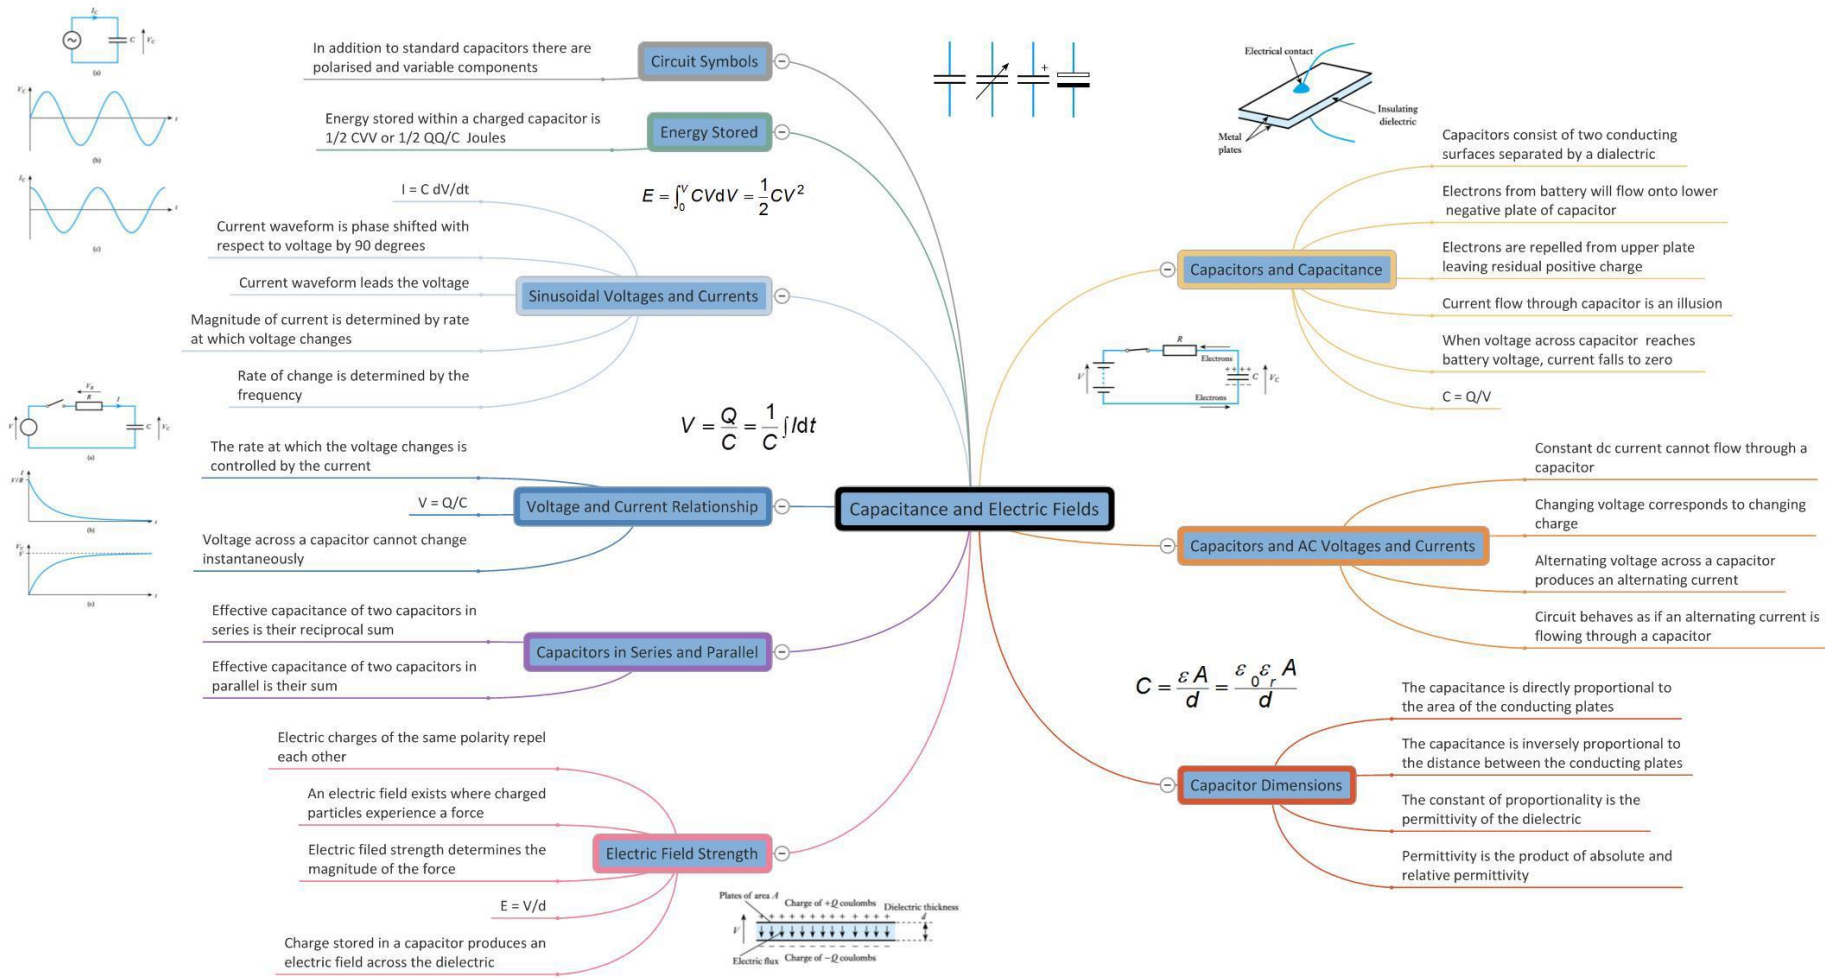 I_C
C
V_C
(a)
V_C
t
(b)
I_C
t
(c)
In addition to standard capacitors there are
polarised and variable components
Circuit Symbols
Energy stored within a charged capacitor is
1/2 CVV or 1/2 QQ/C Joules
Energy Stored
E = ∫₀ⱽ CVdV = 1/2 CV²
I = C dV/dt
Current waveform is phase shifted with
respect to voltage by 90 degrees
Current waveform leads the voltage
Magnitude of current is determined by rate
at which voltage changes
Rate of change is determined by the
frequency
Sinusoidal Voltages and Currents
V = Q/C = 1/C ∫Idt
V_R
R
I
V
C
V_C
(a)
I
V/R
t
(b)
V_C
V
t
(c)
The rate at which the voltage changes is
controlled by the current
V = Q/C
Voltage across a capacitor cannot change
instantaneously
Voltage and Current Relationship
Effective capacitance of two capacitors in
series is their reciprocal sum
Effective capacitance of two capacitors in
parallel is their sum
Capacitors in Series and Parallel
Electric charges of the same polarity repel
each other
An electric field exists where charged
particles experience a force
Electric filed strength determines the
magnitude of the force
E = V/d
Charge stored in a capacitor produces an
electric field across the dielectric
Electric Field Strength
Plates of area A
Charge of +Q coulombs
Dielectric thickness
d
+ + + + + + + + + + + + +
V
Electric flux
Charge of −Q coulombs
Capacitance and Electric Fields
+
Electrical contact
Insulating
dielectric
Metal
plates
Capacitors and Capacitance
Capacitors consist of two conducting
surfaces separated by a dielectric
Electrons from battery will flow onto lower
negative plate of capacitor
Electrons are repelled from upper plate
leaving residual positive charge
Current flow through capacitor is an illusion
When voltage across capacitor reaches
battery voltage, current falls to zero
C = Q/V
R
Electrons
V
+ + + +
C
V_C
Electrons
Capacitors and AC Voltages and Currents
Constant dc current cannot flow through a
capacitor
Changing voltage corresponds to changing
charge
Alternating voltage across a capacitor
produces an alternating current
Circuit behaves as if an alternating current is
flowing through a capacitor
C = εA/d = ε₀εᵣA/d
Capacitor Dimensions
The capacitance is directly proportional to
the area of the conducting plates
The capacitance is inversely proportional to
the distance between the conducting plates
The constant of proportionality is the
permittivity of the dielectric
Permittivity is the product of absolute and
relative permittivity